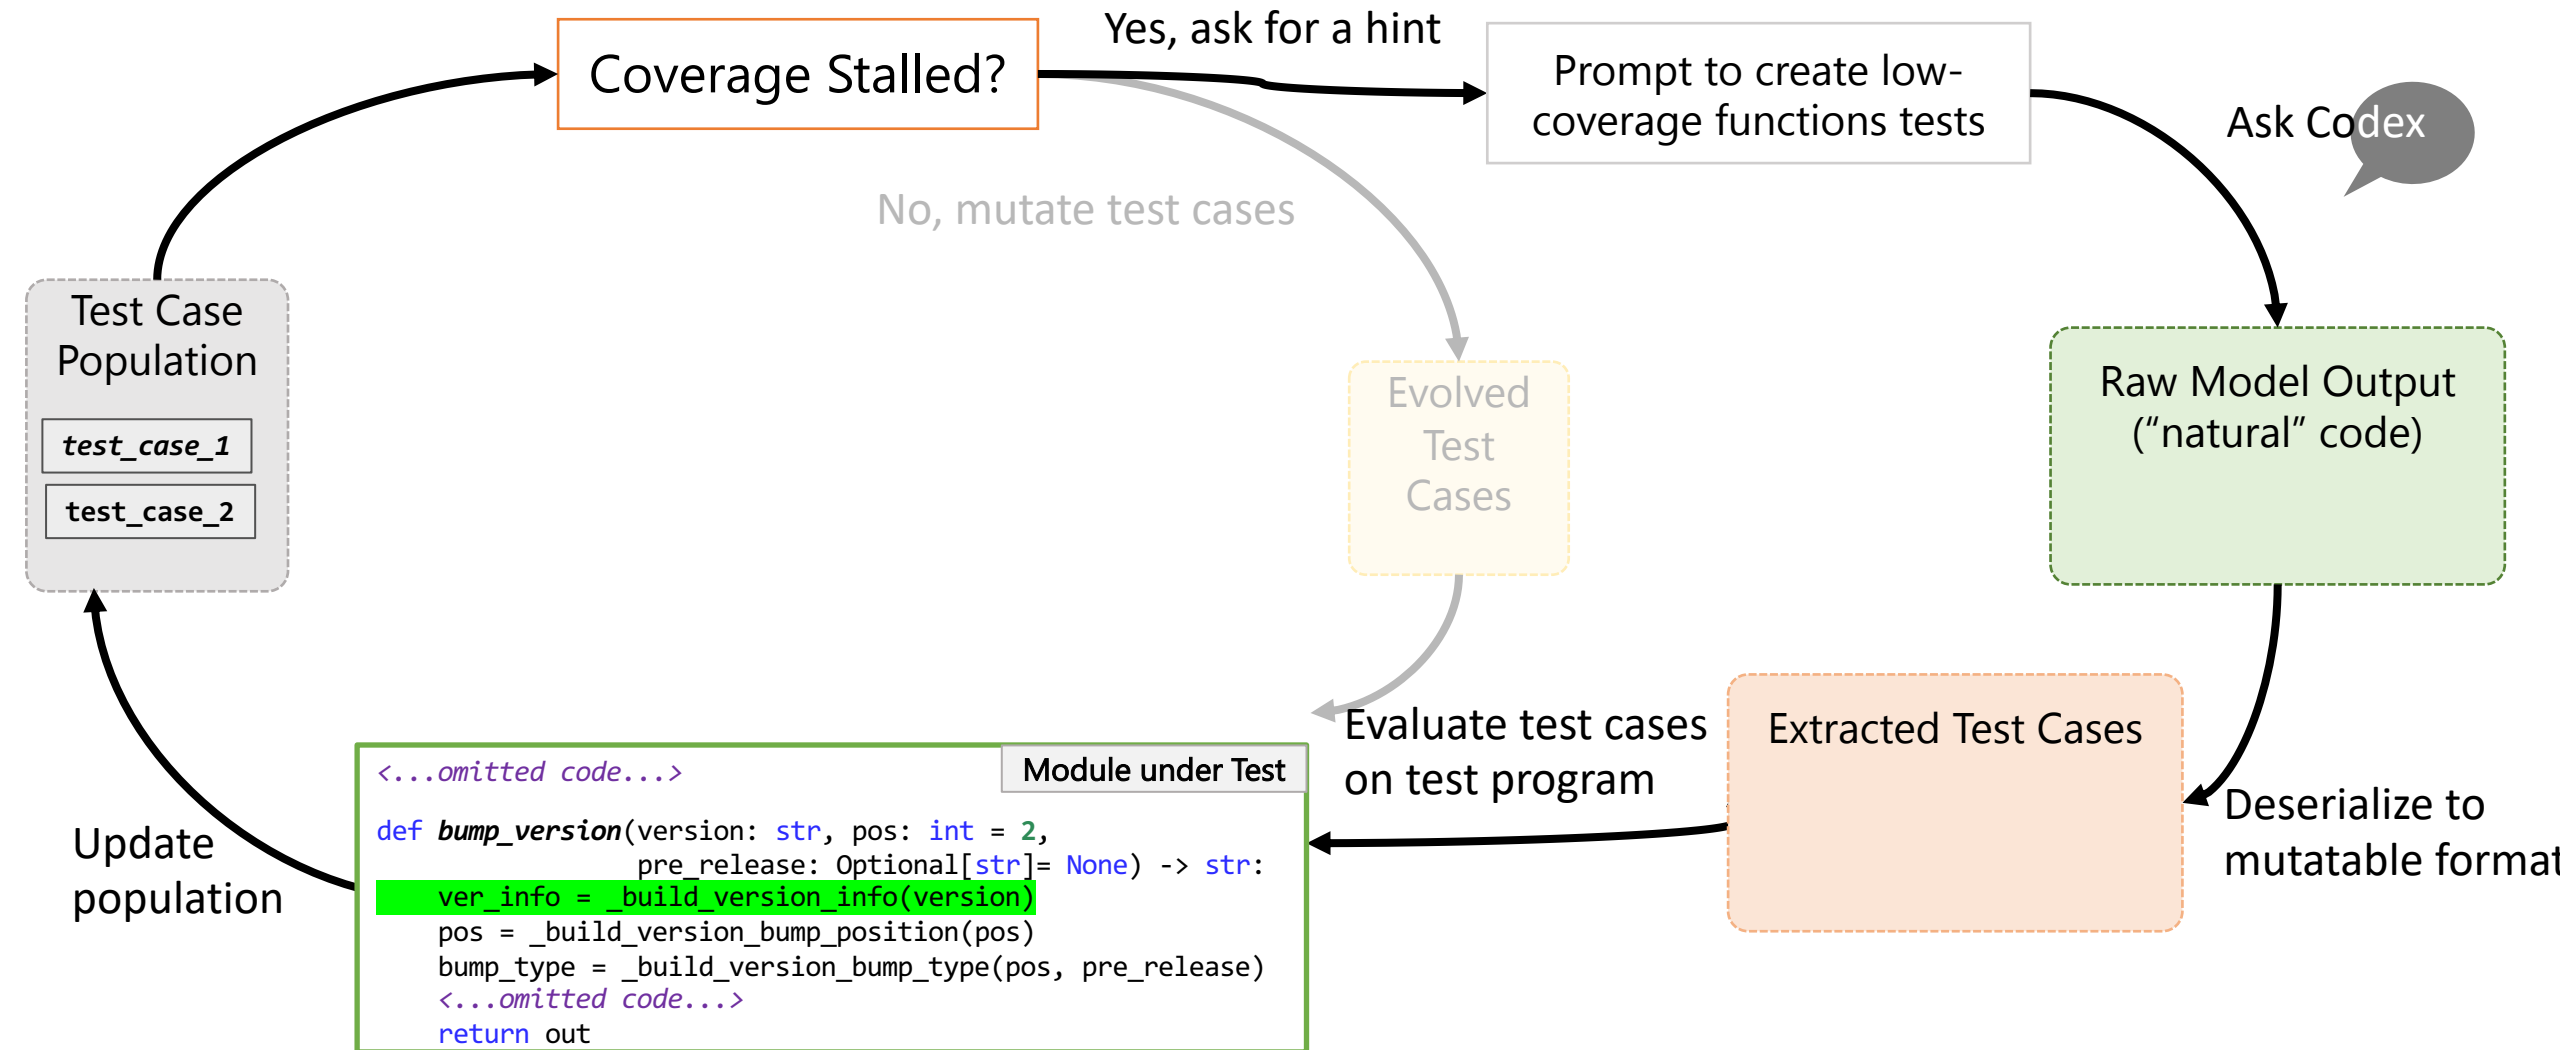 Yes, ask for a hint
Coverage Stalled?
Prompt to create low-
coverage functions tests
Ask Codex
No, mutate test cases
Test Case
Population
test_case_1
test_case_2
Evolved
Test
Cases
Raw Model Output
(“natural” code)
Evaluate test cases
on test program
Extracted Test Cases
Deserialize to
mutatable format
Update
population
Module under Test
<...omitted code...>
def bump_version(version: str, pos: int = 2,
pre_release: Optional[str]= None) -> str:
ver_info = _build_version_info(version)
pos = _build_version_bump_position(pos)
bump_type = _build_version_bump_type(pos, pre_release)
<...omitted code...>
return out